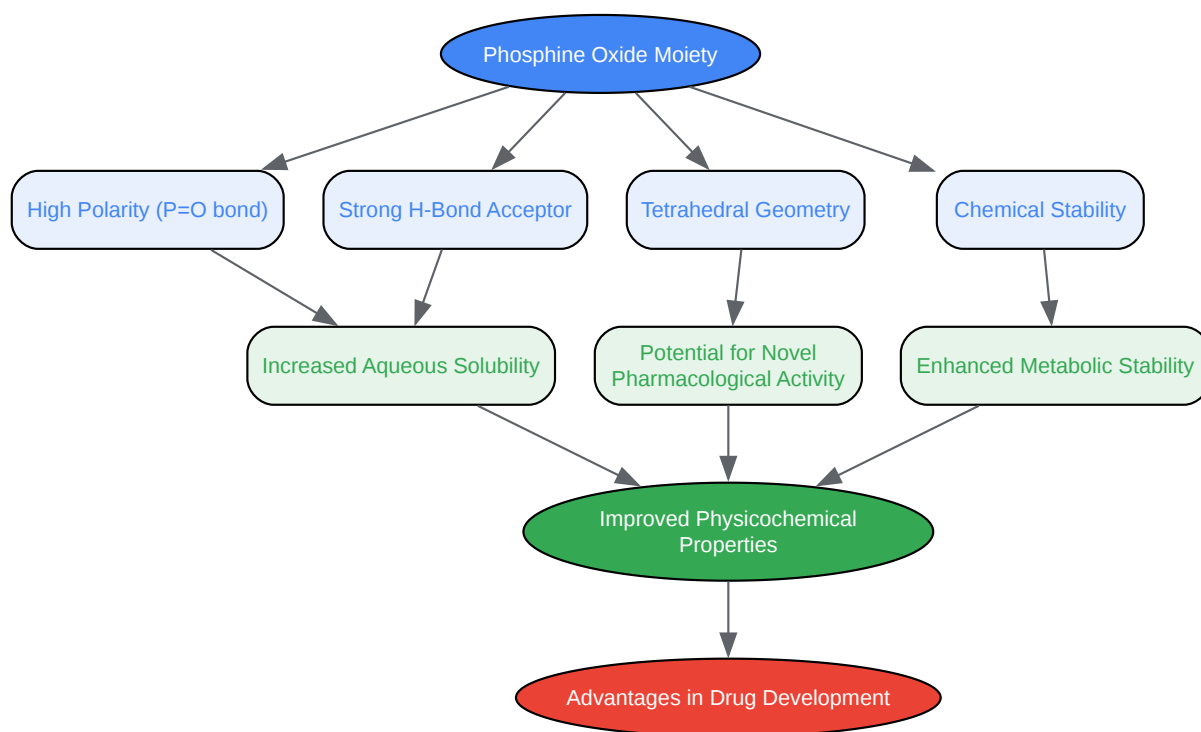 Phosphine Oxide Moiety
High Polarity (P=O bond)
Strong H-Bond Acceptor
Tetrahedral Geometry
Chemical Stability
Increased Aqueous Solubility
Potential for Novel
Pharmacological Activity
Enhanced Metabolic Stability
Improved Physicochemical
Properties
Advantages in Drug Development